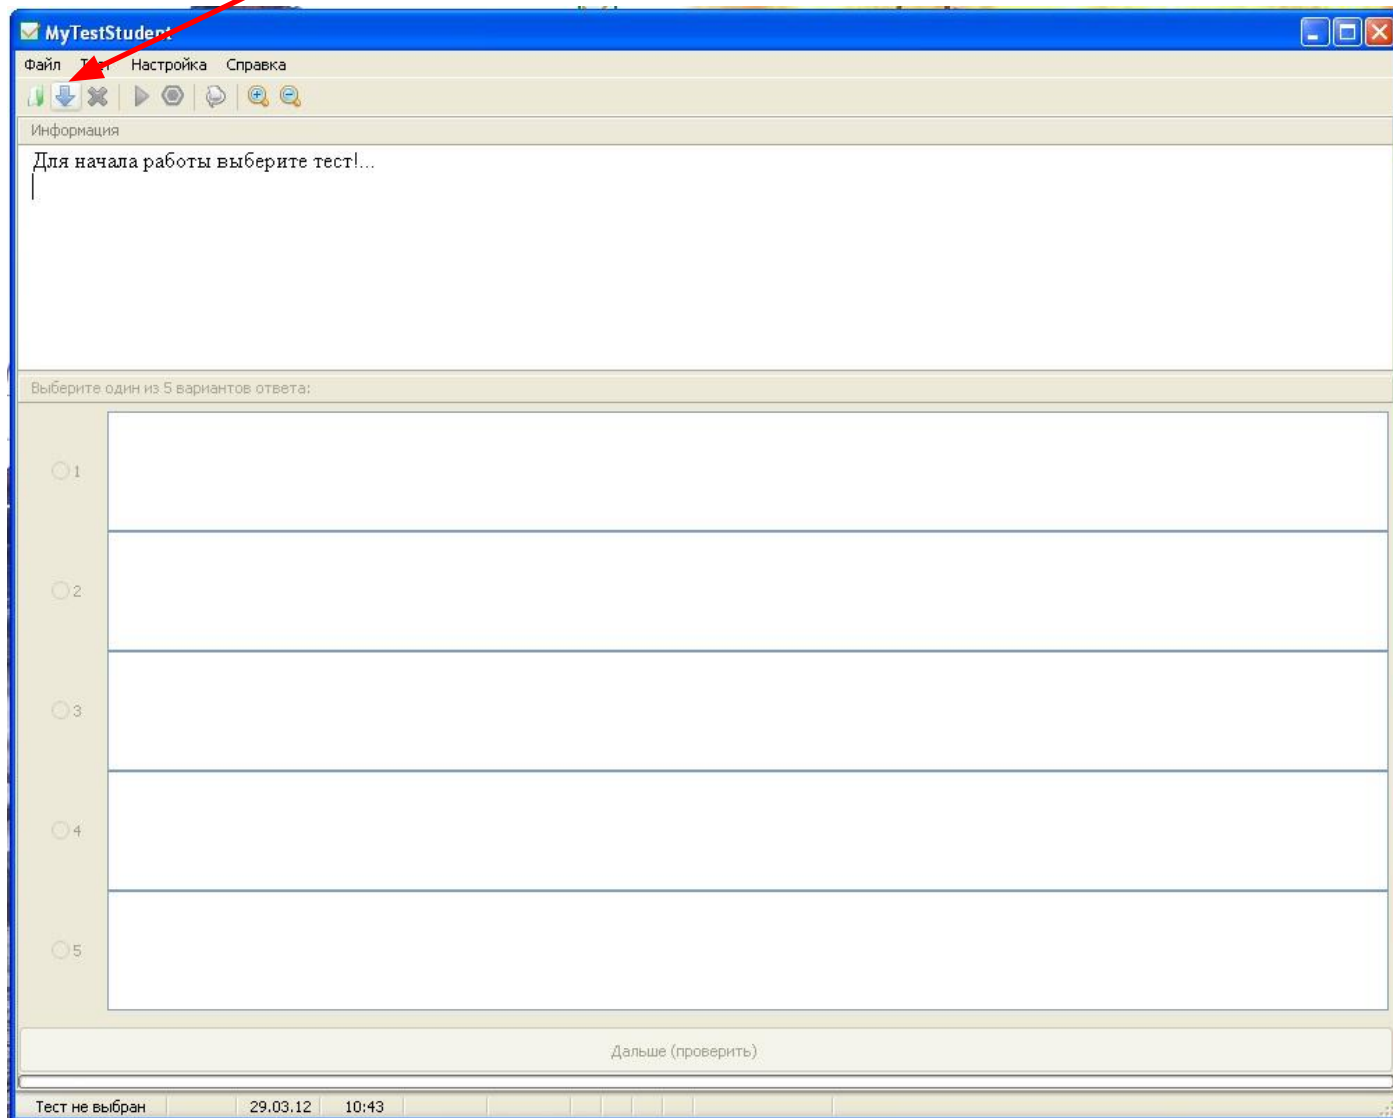 MyTestStudent
Файл Тест Настройка Справка
Информация
Для начала работы выберите тест!...
Выберите один из 5 вариантов ответа:
1
2
3
4
5
Дальше (проверить)
Тест не выбран 29.03.12 10:43